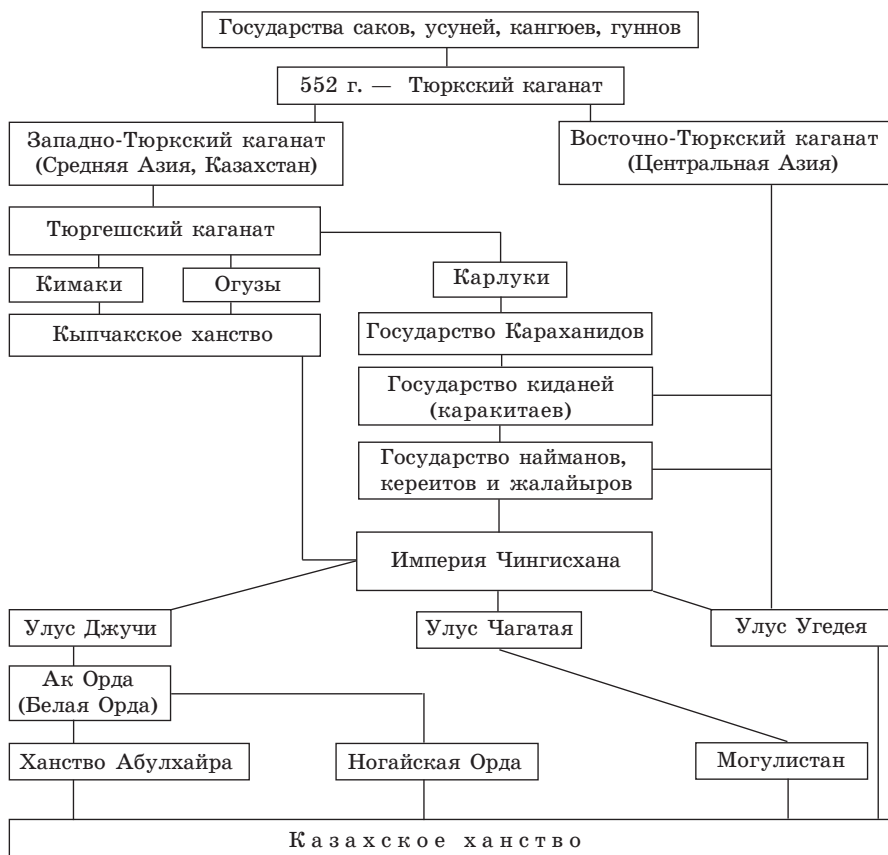 Государства саков, усуней, кангюев, гуннов
552 г. — Тюркский каганат
Западно-Тюркский каганат
(Средняя Азия, Казахстан)
Восточно-Тюркский каганат
(Центральная Азия)
Тюргешский каганат
Кимаки
Огузы
Карлуки
Кыпчакское ханство
Государство Караханидов
Государство киданей
(каракитаев)
Государство найманов,
кереитов и жалайыров
Империя Чингисхана
Улус Джучи
Улус Чагатая
Улус Угедея
Ак Орда
(Белая Орда)
Ханство Абулхайра
Ногайская Орда
Могулистан
Казахское ханство